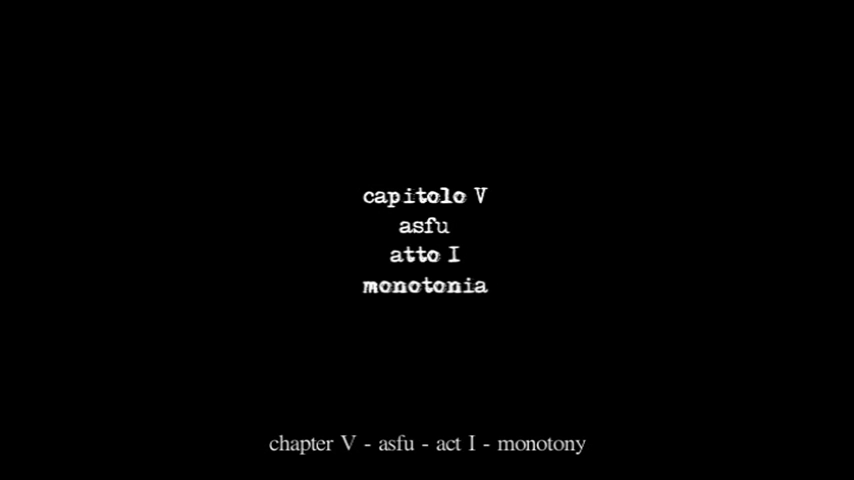 capitolo V
asfu
atto I
monotonia
chapter V - asfu - act I - monotony